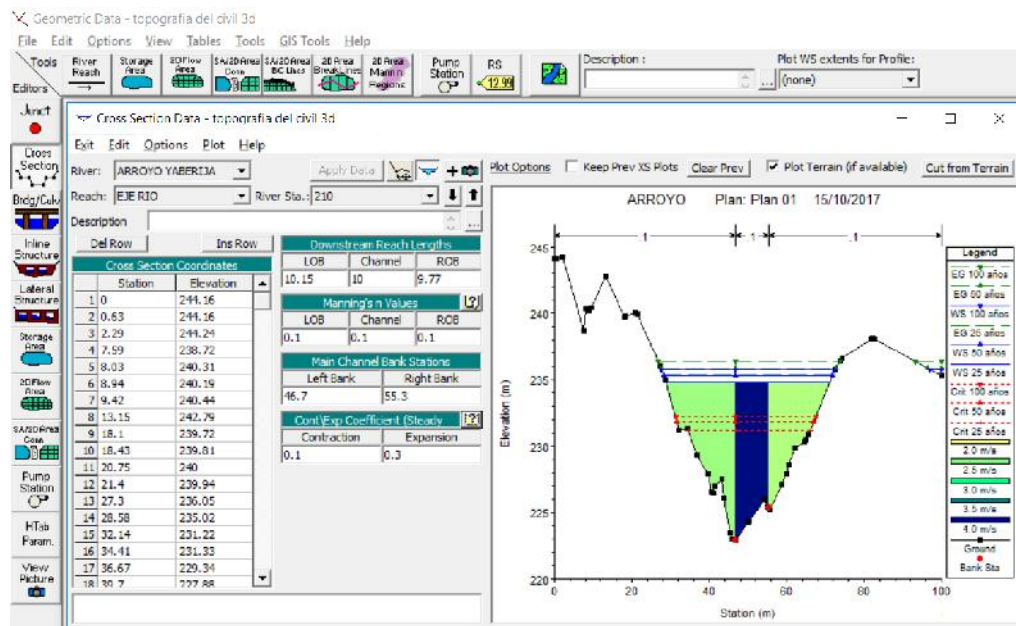 Geometric Data - topografia del civil 3d
File Edit Options View Tables Tools GIS Tools Help
Tools
Editors
River
Reach
Storage
Area
2D Flow
Area
SA/2D Area
Conn
SA/2D Area
BC Lines
2D Area
BreakLines
2D Area
Mann n
Regions
Pump
Station
RS
12.99
Description :
...
Plot WS extents for Profile:
(none)
Junct.
Cross
Section
Brdg/Culv
Inline
Structure
Lateral
Structure
Storage
Area
2D Flow
Area
SA/2D Area
Conn
Pump
Station
HTab
Param.
View
Picture
Cross Section Data - topografia del civil 3d
Exit Edit Options Plot Help
River: ARROYO YABERIJA
Apply Data
Reach: EJE RIO
River Sta.: 210
Description
...
Del Row
Ins Row
Cross Section Coordinates
Station Elevation
1 0 244.16
2 0.63 244.16
3 2.29 244.24
4 7.59 238.72
5 8.03 240.31
6 8.94 240.19
7 9.42 240.44
8 13.15 242.79
9 18.1 239.72
10 18.43 239.81
11 20.75 240
12 21.4 239.94
13 27.3 236.05
14 28.58 235.02
15 32.14 231.22
16 34.41 231.33
17 36.67 229.34
18 39.7 227.88
Downstream Reach Lengths
LOB Channel ROB
10.15 10 9.77
Manning's n Values
LOB Channel ROB
0.1 0.1 0.1
Main Channel Bank Stations
Left Bank Right Bank
46.7 55.3
Cont\Exp Coefficient (Steady
Contraction Expansion
0.1 0.3
Plot Options
Keep Prev XS Plots
Clear Prev
Plot Terrain (if available)
Cut from Terrain
ARROYO Plan: Plan 01 15/10/2017
.1 .1 .1
Elevation (m)
245
240
235
230
225
220
0 20 40 60 80 100
Station (m)
Legend
EG 100 años
EG 50 años
WS 100 años
EG 25 años
WS 50 años
WS 25 años
Crit 100 años
Crit 50 años
Crit 25 años
2.0 m/s
2.5 m/s
3.0 m/s
3.5 m/s
4.0 m/s
Ground
Bank Sta